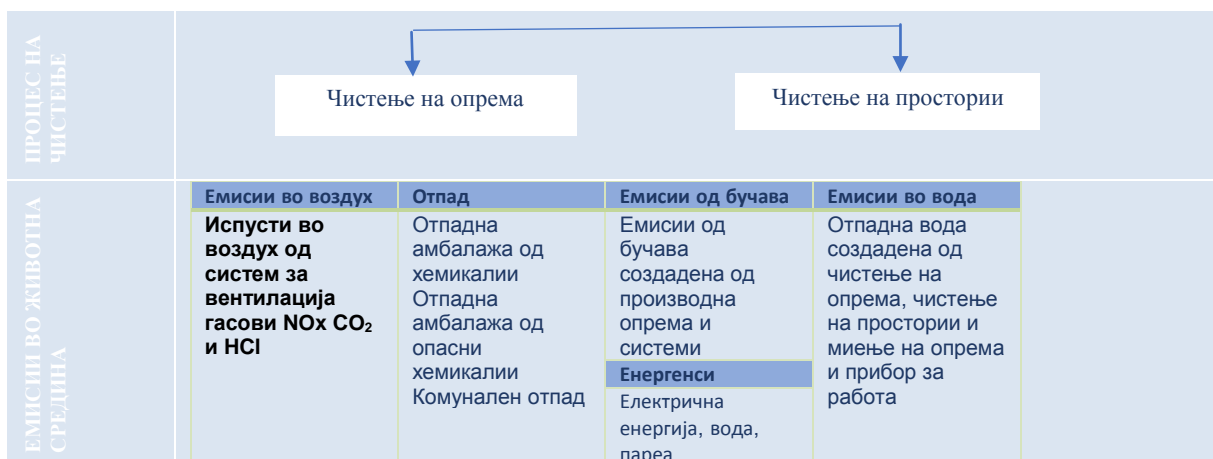 ПРОЦЕС НА
ЧИСТЕЊЕ
Чистење на опрема
Чистење на простории
ЕМИСИИ ВО ЖИВОТНА
СРЕДИНА
Емисии во воздух
Испусти во
воздух од
систем за
вентилација
гасови NOx CO₂
и HCl
Отпад
Отпадна
амбалажа од
хемикалии
Отпадна
амбалажа од
опасни
хемикалии
Комунален отпад
Емисии од бучава
Емисии од
бучава
создадена од
производна
опрема и
системи
Енергенси
Електрична
енергија, вода,
пареа
Емисии во вода
Отпадна вода
создадена од
чистење на
опрема, чистење
на простории и
миење на опрема
и прибор за
работа